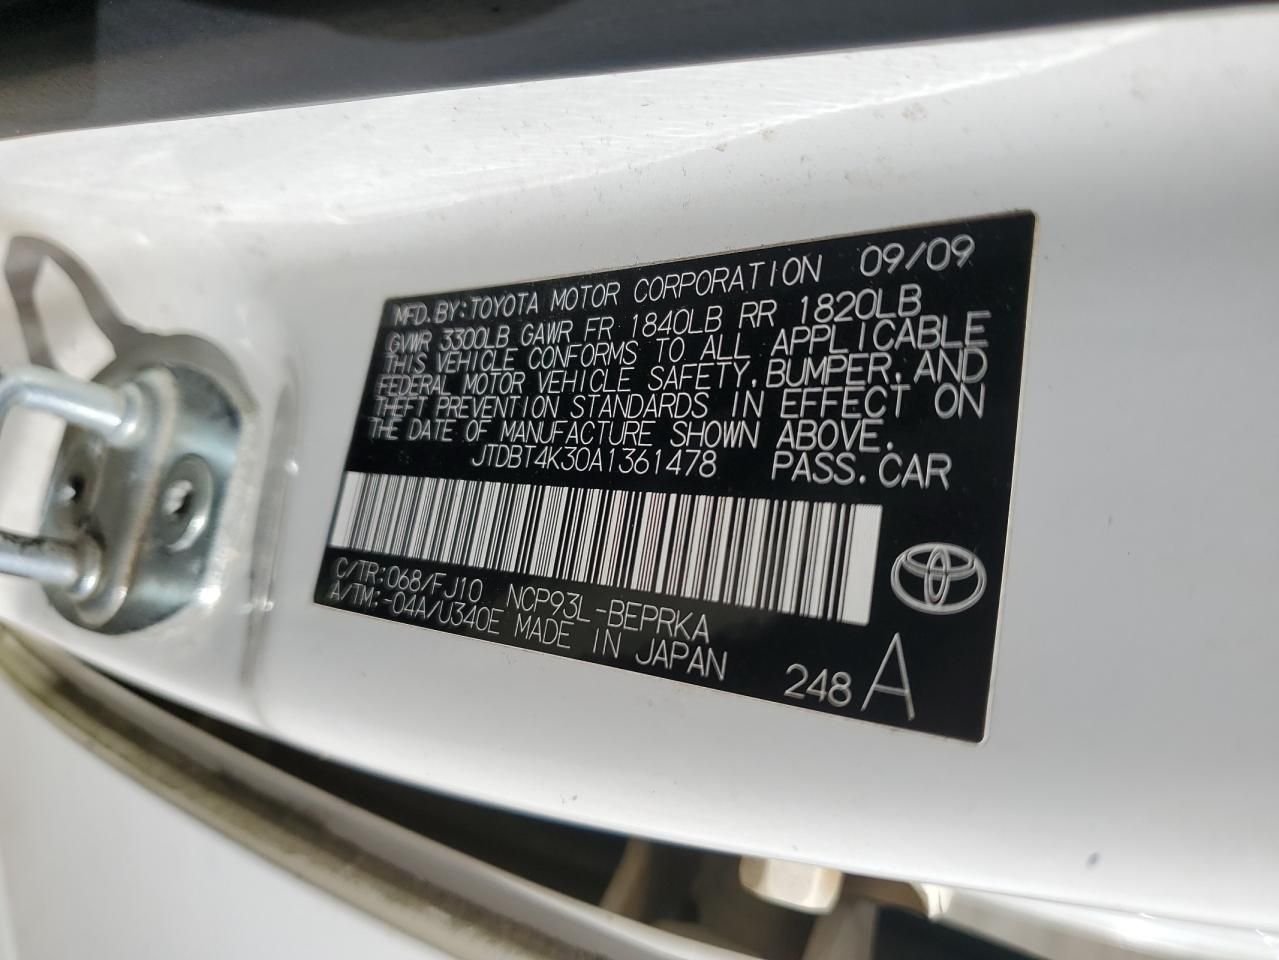 MFD. BY: TOYOTA MOTOR CORPORATION 09/09
GVWR 3300LB GAWR FR 1840LB RR 1820LB
THIS VEHICLE CONFORMS TO ALL APPLICABLE
FEDERAL MOTOR VEHICLE SAFETY, BUMPER, AND
THEFT PREVENTION STANDARDS IN EFFECT ON
THE DATE OF MANUFACTURE SHOWN ABOVE.
JTDBT4K30A1361478 PASS. CAR
C/TR: 068/FJ10 NCP93L-BEPRKA
A/TM: -04A/U340E MADE IN JAPAN
248 A